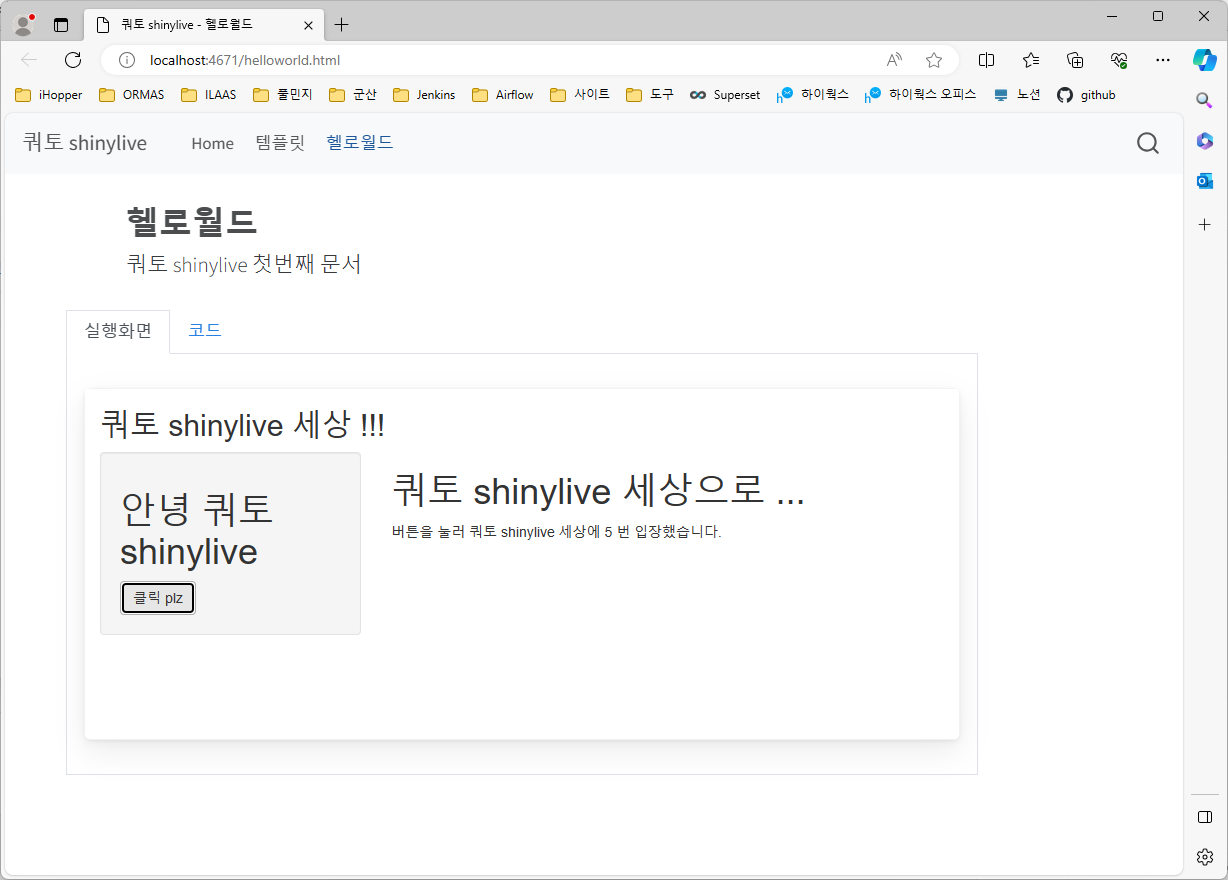 쿼토 shinylive - 헬로월드
localhost:4671/helloworld.html
iHopper ORMAS ILAAS 풀민지 군산 Jenkins Airflow 사이트 도구 Superset 하이웍스 하이웍스 오피스 노션 github
쿼토 shinylive Home 템플릿 헬로월드
헬로월드
쿼토 shinylive 첫번째 문서
실행화면 코드
쿼토 shinylive 세상 !!!
안녕 쿼토
shinylive
클릭 plz
쿼토 shinylive 세상으로 ...
버튼을 눌러 쿼토 shinylive 세상에 5 번 입장했습니다.